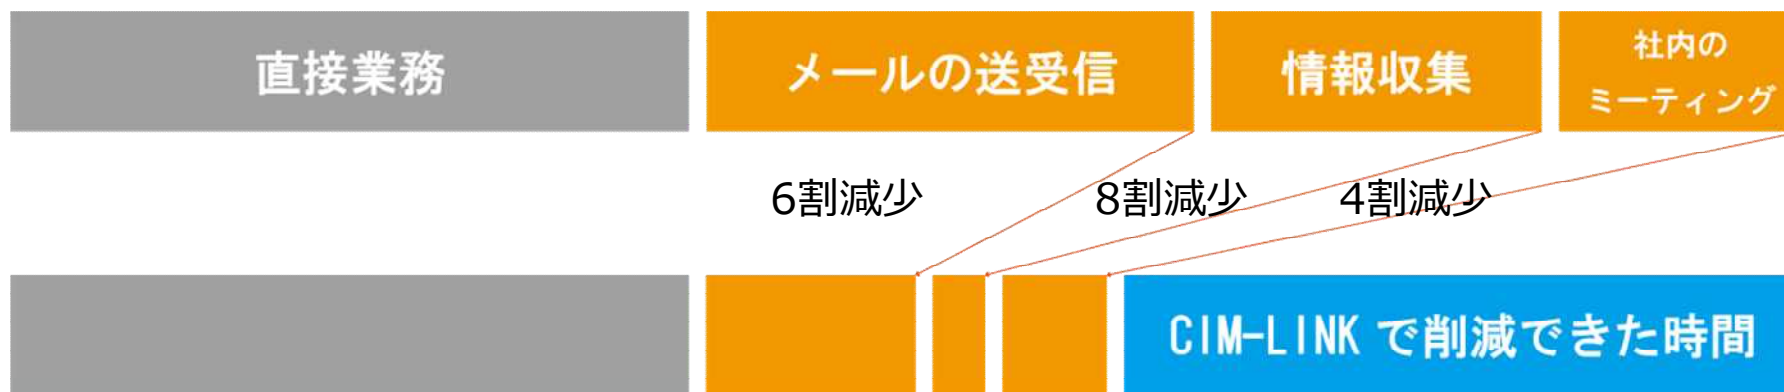 直接業務
メールの送受信
情報収集
社内の
ミーティング
6割減少
8割減少
4割減少
CIM-LINK で削減できた時間